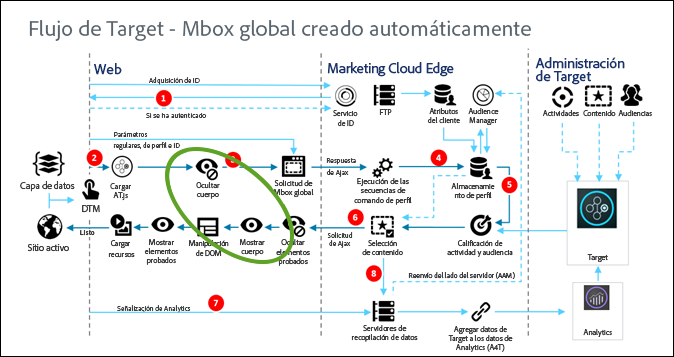 Flujo de Target - Mbox global creado automáticamente
Web
Marketing Cloud Edge
Administración
de Target
Adquisición de ID
1
Si se ha autenticado
Servicio
de ID
FTP
Atributos
del cliente
Audience
Manager
Actividades
Contenido
Audiencias
Parámetros
regulares, de perfil e ID
2
Capa de datos
DTM
Cargar
AT.js
Ocultar
cuerpo
Solicitud de
Mbox global
Respuesta
de Ajax
Ejecución de las
secuencias de
comando de perfil
4
Almacenamie
nto de perfil
5
Sitio activo
Listo
Cargar
recursos
Mostrar
elementos
probados
Manipulación
de DOM
Mostrar
cuerpo
Ocultar
elementos
probados
Solicitud
de Ajax
6
Selección
de contenido
Calificación de
actividad y audiencia
Target
8
Reenvío del lado del servidor (AAM)
Señalización de Analytics
7
Servidores de
recopilación de datos
Agregar datos de
Target a los datos de
Analytics (A4T)
Analytics